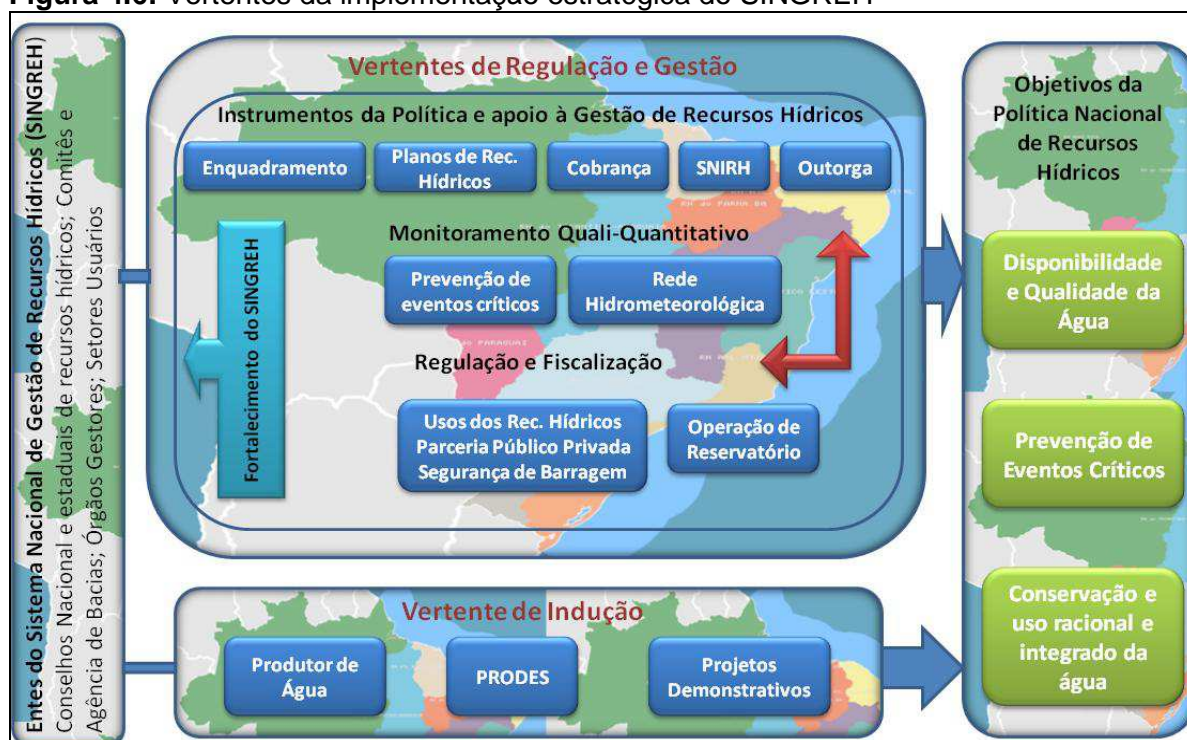 Figura 4.6. Vertentes da implementação estratégica do SINGREH
Entes do Sistema Nacional de Gestão de Recursos Hídricos (SINGREH)
Conselhos Nacional e estaduais de recursos hídricos; Comitês e
Agência de Bacias; Órgãos Gestores; Setores Usuários
Vertentes de Regulação e Gestão
Instrumentos da Política e apoio à Gestão de Recursos Hídricos
Enquadramento
Planos de Rec.
Hídricos
Cobrança
SNIRH
Outorga
Fortalecimento do SINGREH
Monitoramento Quali-Quantitativo
Prevenção de
eventos críticos
Rede
Hidrometeorológica
Regulação e Fiscalização
Usos dos Rec. Hídricos
Parceria Público Privada
Segurança de Barragem
Operação de
Reservatório
Vertente de Indução
Produtor de
Água
PRODES
Projetos
Demonstrativos
Objetivos da
Política Nacional
de Recursos
Hídricos
Disponibilidade
e Qualidade da
Água
Prevenção de
Eventos Críticos
Conservação e
uso racional e
integrado da
água